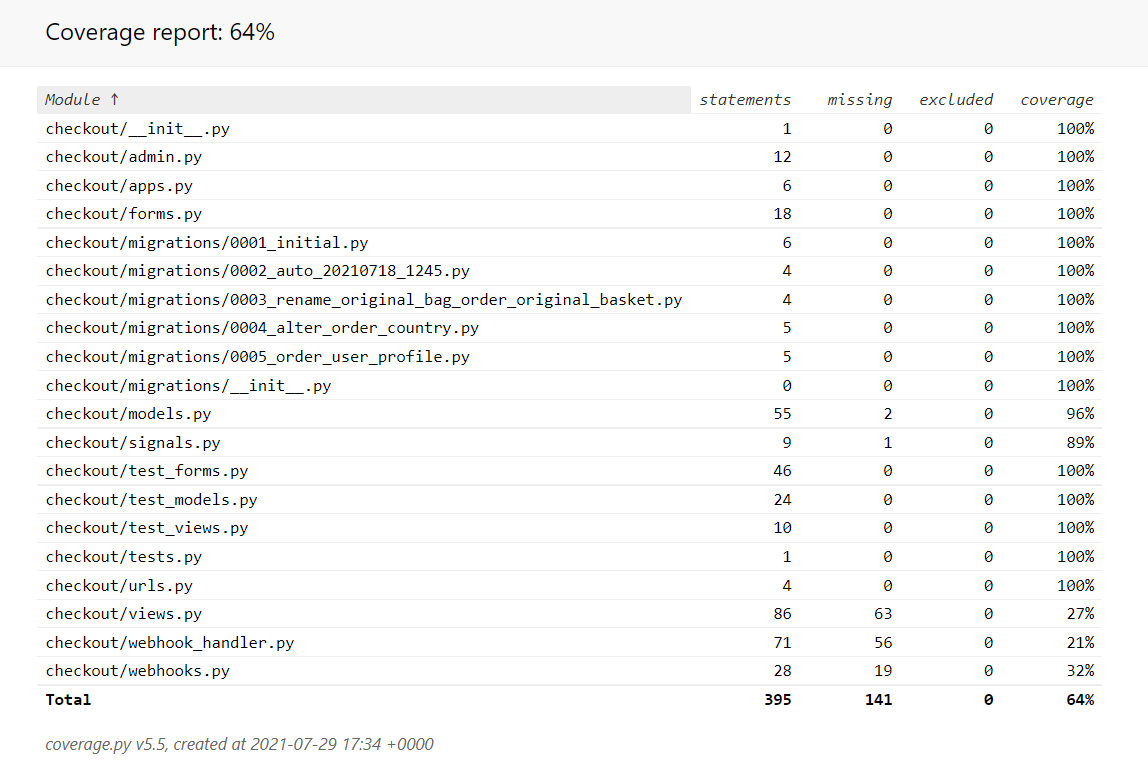 Coverage report: 64%
Module ↑ statements missing excluded coverage
checkout/__init__.py 1 0 0 100%
checkout/admin.py 12 0 0 100%
checkout/apps.py 6 0 0 100%
checkout/forms.py 18 0 0 100%
checkout/migrations/0001_initial.py 6 0 0 100%
checkout/migrations/0002_auto_20210718_1245.py 4 0 0 100%
checkout/migrations/0003_rename_original_bag_order_original_basket.py 4 0 0 100%
checkout/migrations/0004_alter_order_country.py 5 0 0 100%
checkout/migrations/0005_order_user_profile.py 5 0 0 100%
checkout/migrations/__init__.py 0 0 0 100%
checkout/models.py 55 2 0 96%
checkout/signals.py 9 1 0 89%
checkout/test_forms.py 46 0 0 100%
checkout/test_models.py 24 0 0 100%
checkout/test_views.py 10 0 0 100%
checkout/tests.py 1 0 0 100%
checkout/urls.py 4 0 0 100%
checkout/views.py 86 63 0 27%
checkout/webhook_handler.py 71 56 0 21%
checkout/webhooks.py 28 19 0 32%
Total 395 141 0 64%
coverage.py v5.5, created at 2021-07-29 17:34 +0000